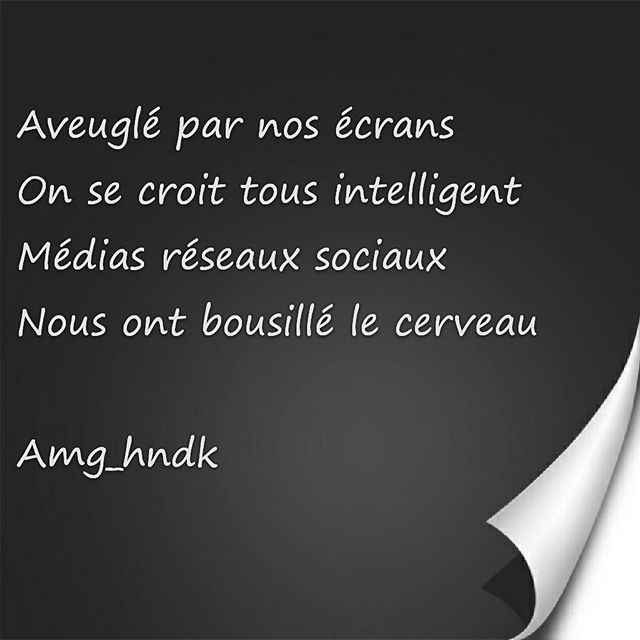 Aveuglé par nos écrans
On se croit tous intelligent
Médias réseaux sociaux
Nous ont bousillé le cerveau
Amg_hndk